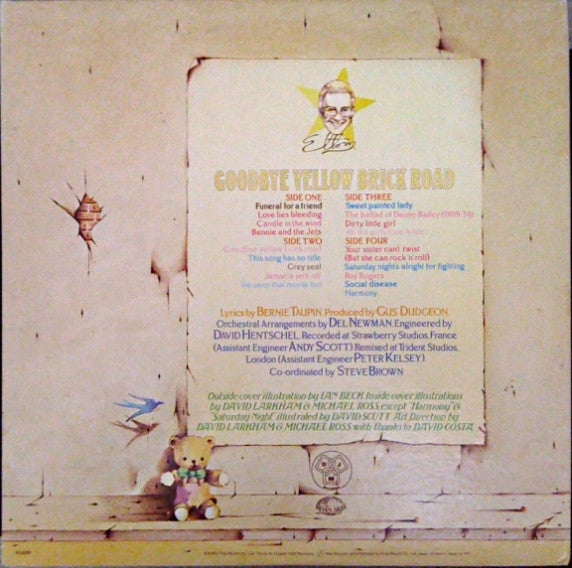 Elton
GOODBYE YELLOW BRICK ROAD
SIDE ONE
Funeral for a friend
Love lies bleeding
Candle in the wind
Bennie and the Jets
SIDE TWO
Goodbye yellow brick road
This song has no title
Grey seal
Jamaica jerk off
I've seen that movie too
SIDE THREE
Sweet painted lady
The ballad of Danny Bailey (1909-34)
Dirty little girl
All the girls love Alice
SIDE FOUR
Your sister can't twist
(But she can rock 'n' roll)
Saturday nights alright for fighting
Roy Rogers
Social disease
Harmony
Lyrics by BERNIE TAUPIN. Produced by GUS DUDGEON.
Orchestral Arrangements by DEL NEWMAN. Engineered by
DAVID HENTSCHEL. Recorded at Strawberry Studios, France
(Assistant Engineer ANDY SCOTT) Remixed at Trident Studios,
London (Assistant Engineer PETER KELSEY.)
Co-ordinated by STEVE BROWN
Outside cover illustration by IAN BECK Inside cover illustrations
by DAVID LARKHAM & MICHAEL ROSS, except "Harmony" &
"Saturday Night" illustrated by DAVID SCUTT. Art Direction by
DAVID LARKHAM & MICHAEL ROSS with thanks to DAVID COSTA.